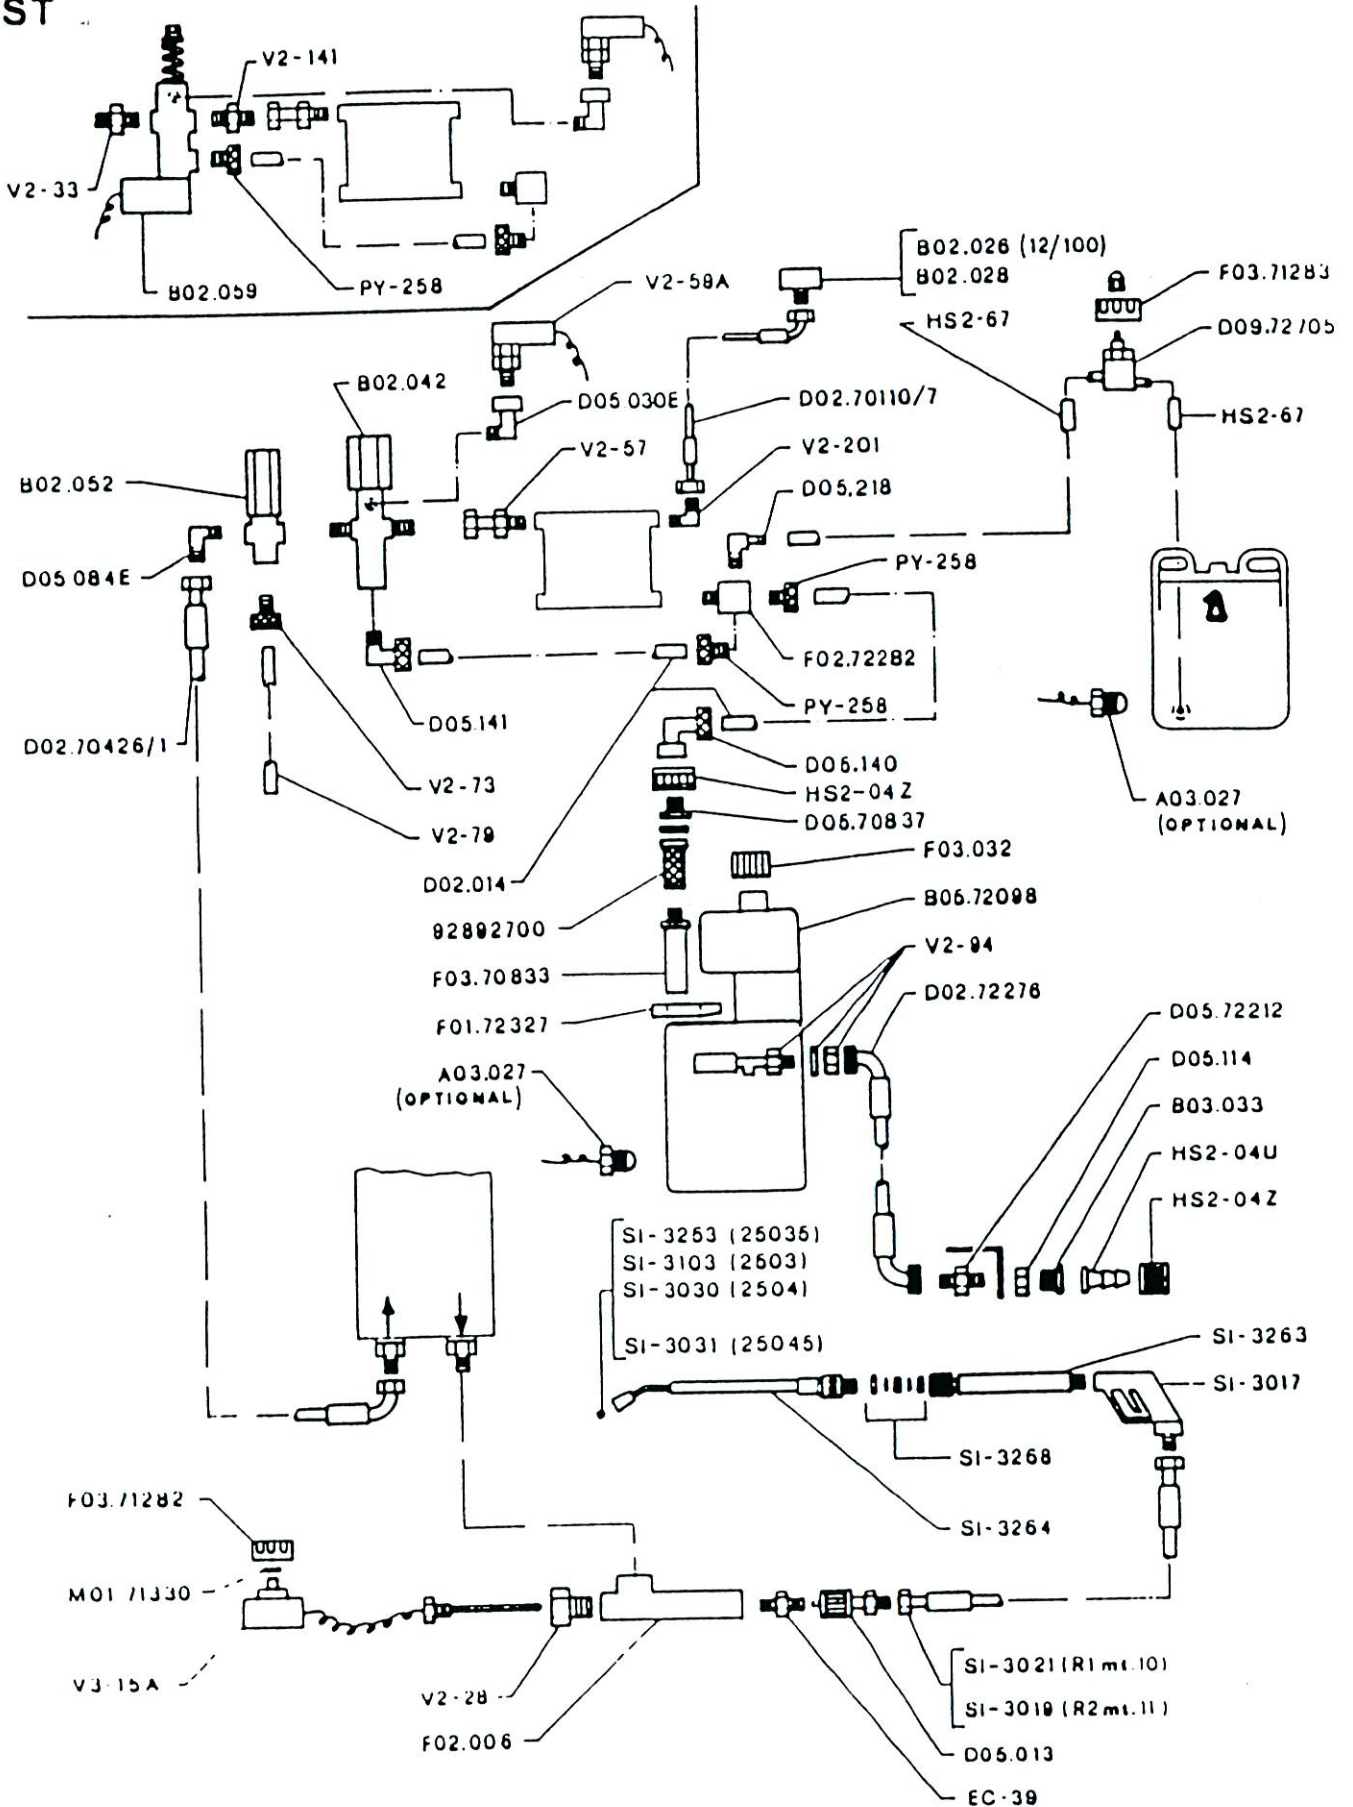 ST
V2-141
V2-33
B02.059
PY-258
V2-59A
B02.026 (12/100)
B02.028
HS2-67
F03.71283
D09.72705
B02.042
D05.030E
D02.70110/7
HS2-67
V2-57
V2-201
B02.052
D05.218
D05.084E
PY-258
F02.72282
PY-258
D05.141
D02.70426/1
D05.140
V2-73
HS2-04Z
A03.027
(OPTIONAL)
D05.70837
V2-79
F03.032
D02.014
B05.72098
92892700
V2-94
F03.70833
D02.72276
F01.72327
D05.72212
A03.027
(OPTIONAL)
D05.114
B03.033
HS2-04U
HS2-04Z
SI-3253 (25035)
SI-3103 (2503)
SI-3030 (2504)
SI-3031 (25045)
SI-3263
SI-3017
SI-3268
SI-3264
F03.71282
M01 71330
V3-15A
V2-28
F02.006
SI-3021 (R1 mt.10)
SI-3019 (R2 mt.11)
D05.013
EC-39